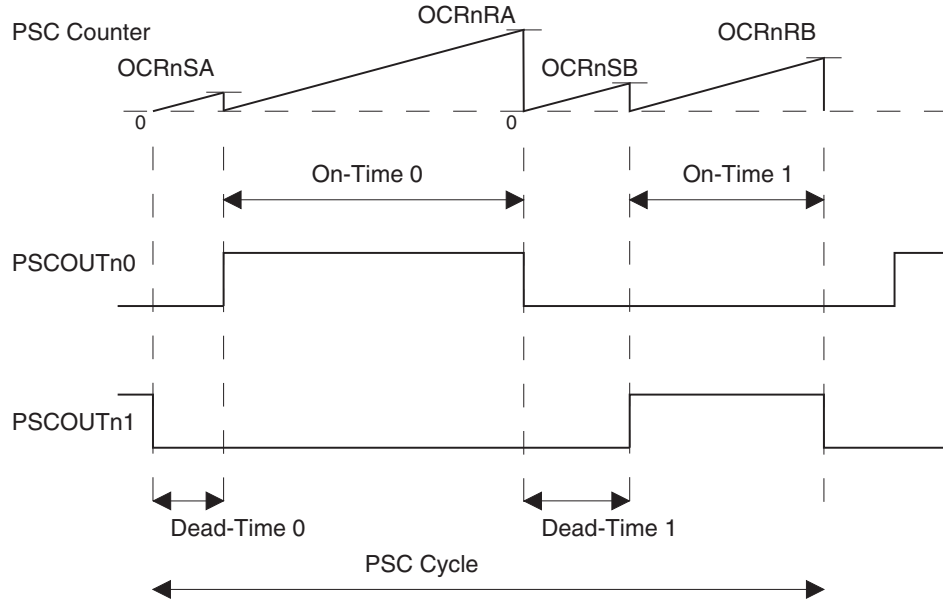 OCRnRA
PSC Counter
OCRnRB
OCRnSA
OCRnSB
0
0
On-Time 0
On-Time 1
PSCOUTn0
PSCOUTn1
Dead-Time 0
Dead-Time 1
PSC Cycle